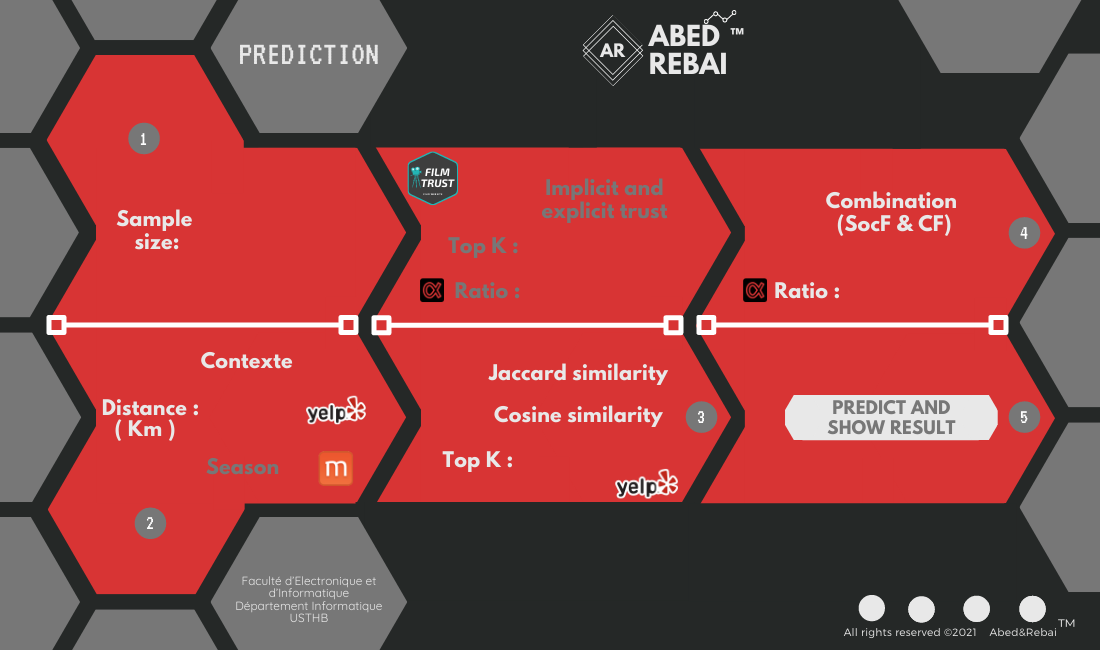 PREDICTION
AR
ABED
REBAI
TM
1
Sample
size:
FILM
TRUST
Implicit and
explicit trust
Top K :
α Ratio :
Combination
(SocF & CF)
4
α Ratio :
Contexte
Distance :
( Km )
yelp
Season
m
2
Jaccard similarity
Cosine similarity
3
Top K :
yelp
PREDICT AND
SHOW RESULT
5
Faculté d'Electronique et
d'Informatique
Département Informatique
USTHB
All rights reserved ©2021 Abed&Rebai TM